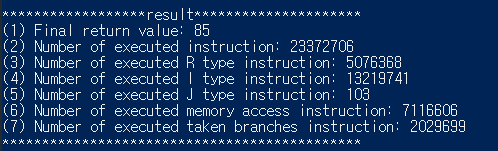 ******************result*********************
(1) Final return value: 85
(2) Number of executed instruction: 23372706
(3) Number of executed R type instruction: 5076368
(4) Number of executed I type instruction: 13219741
(5) Number of executed J type instruction: 103
(6) Number of executed memory access instruction: 7116606
(7) Number of executed taken branches instruction: 2029699
*********************************************